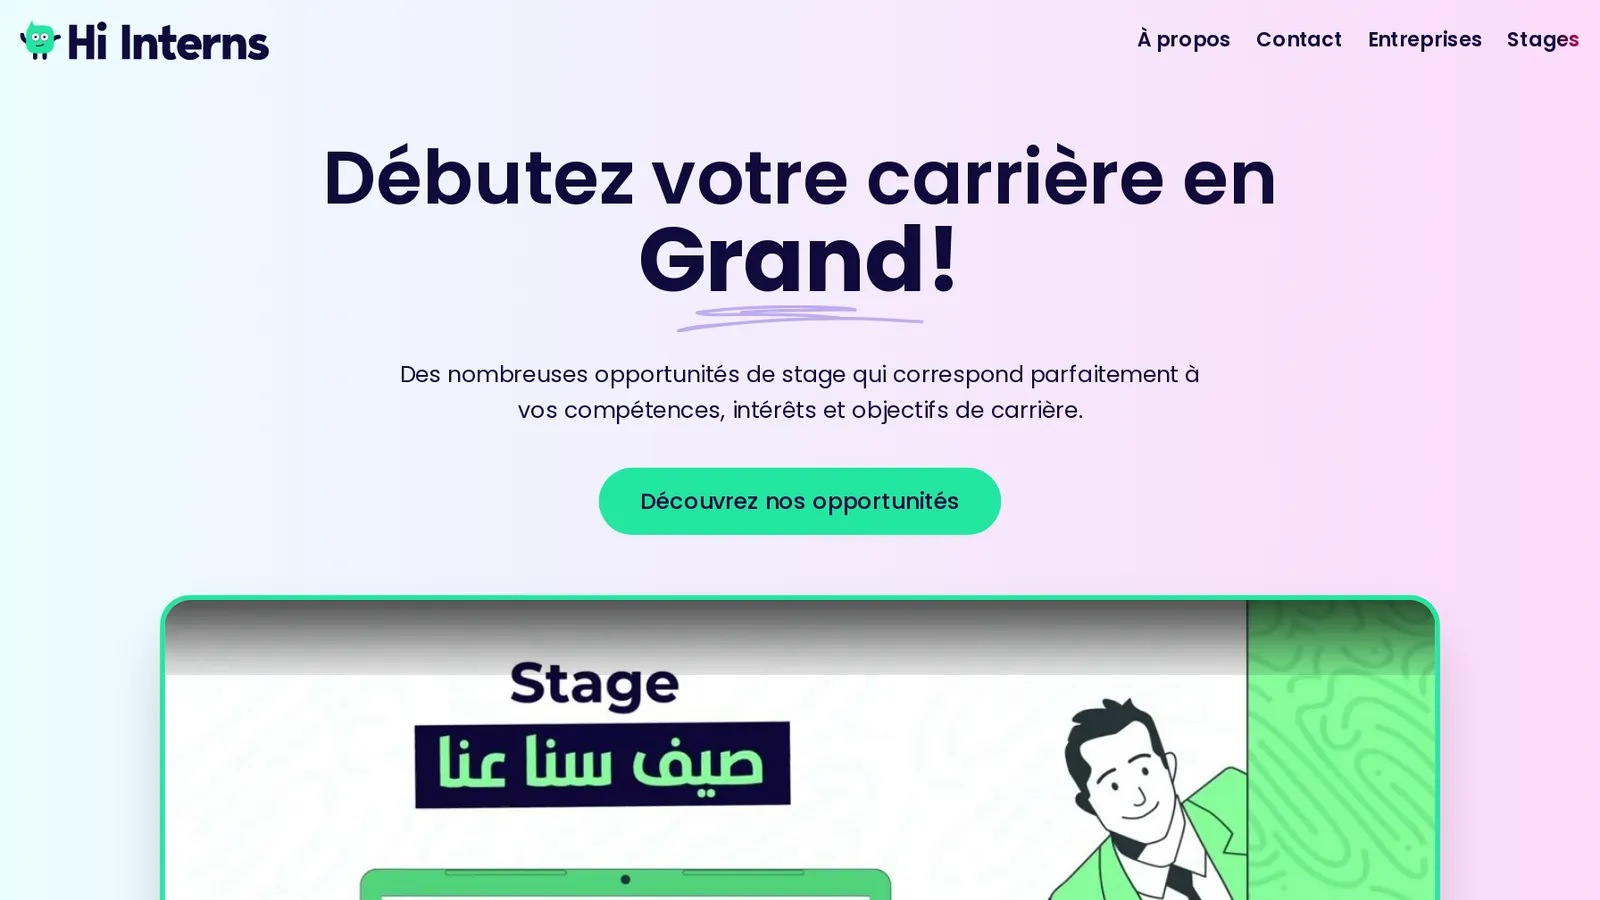 Hi Interns
À propos Contact Entreprises Stages
Débutez votre carrière en
Grand!
Des nombreuses opportunités de stage qui correspond parfaitement à
vos compétences, intérêts et objectifs de carrière.
Découvrez nos opportunités
Stage
صيف سنا عنا